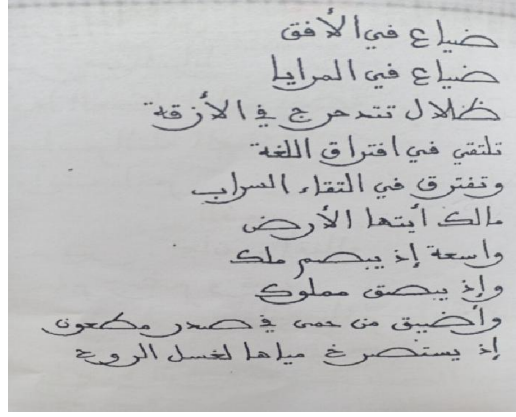 ضياع في الأفق
ضياع في المرايا
ظلال تتدحرج في الأزقة
تلتقي في افتراق اللغة
وتفترق في التقاء السراب
مالك أيتها الأرض
واسعة إذ يبصم ملك
وإذ يبصق مملوك
وأضيق من حمى في صدر مطعون
إذ يستصرخ مياها لغسل الروح